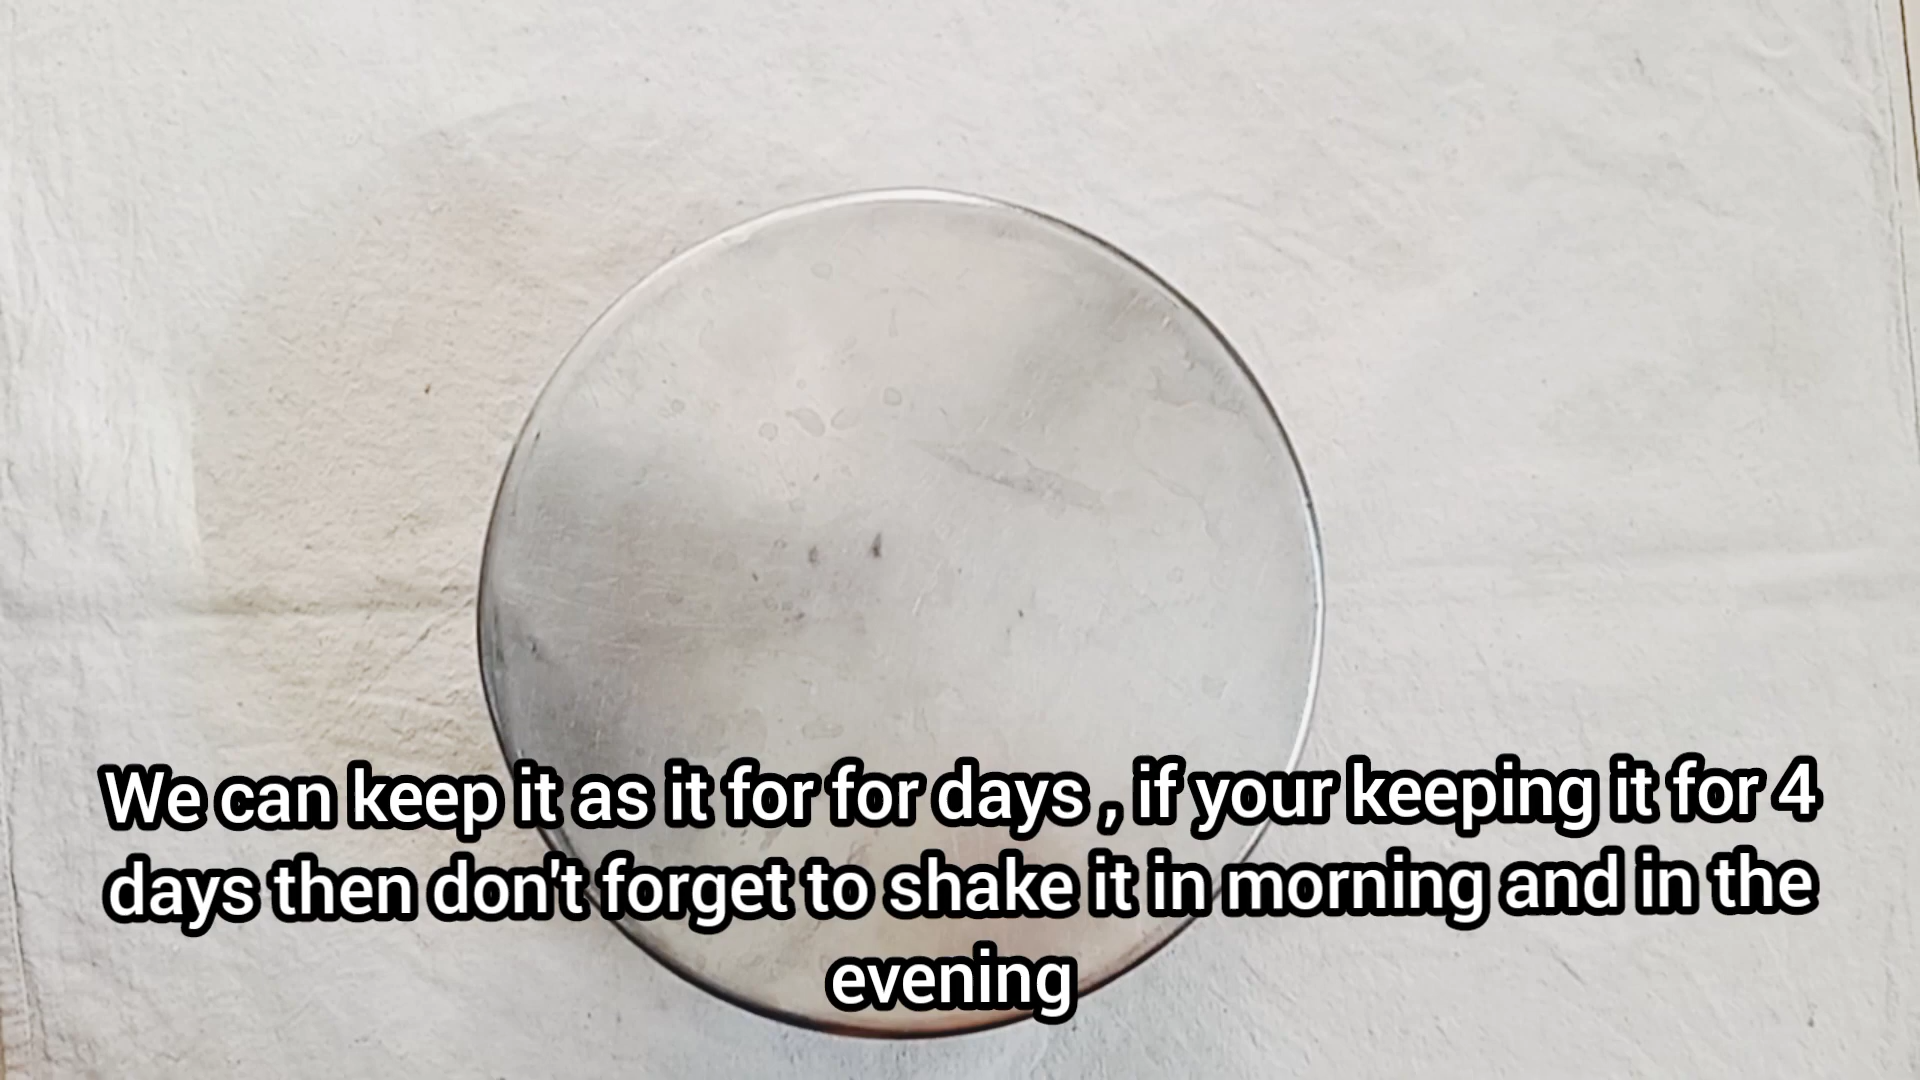 We can keep it as it for for days , if your keeping it for 4
days then don't forget to shake it in morning and in the
evening